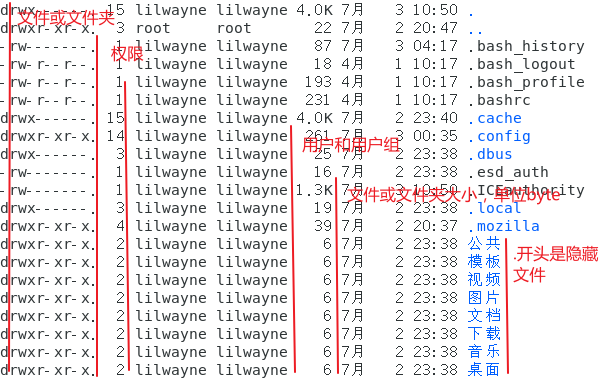 drwx------. 15 lilwayne lilwayne 4.0K 7月 3 10:50 .
文件或文件夹
drwxr-xr-x. 3 root root 22 7月 2 20:47 ..
-rw-------. 1 lilwayne lilwayne 87 7月 3 04:17 .bash_history
权限
-rw-r--r--. 1 lilwayne lilwayne 18 4月 1 10:17 .bash_logout
-rw-r--r--. 1 lilwayne lilwayne 193 4月 1 10:17 .bash_profile
-rw-r--r--. 1 lilwayne lilwayne 231 4月 1 10:17 .bashrc
drwx------. 15 lilwayne lilwayne 4.0K 7月 2 23:40 .cache
drwxr-xr-x. 14 lilwayne lilwayne 261 7月 3 00:35 .config
用户和用户组
drwx------. 3 lilwayne lilwayne 25 7月 2 23:38 .dbus
-rw-------. 1 lilwayne lilwayne 16 7月 2 23:38 .esd_auth
-rw-------. 1 lilwayne lilwayne 1.3K 7月 3 10:50 .ICEauthority
文件或文件夹大小，单位byte
drwx------. 3 lilwayne lilwayne 19 7月 2 23:38 .local
drwxr-xr-x. 4 lilwayne lilwayne 39 7月 2 20:37 .mozilla
drwxr-xr-x. 2 lilwayne lilwayne 6 7月 2 23:38 公共
drwxr-xr-x. 2 lilwayne lilwayne 6 7月 2 23:38 模板
drwxr-xr-x. 2 lilwayne lilwayne 6 7月 2 23:38 视频
drwxr-xr-x. 2 lilwayne lilwayne 6 7月 2 23:38 图片
drwxr-xr-x. 2 lilwayne lilwayne 6 7月 2 23:38 文档
drwxr-xr-x. 2 lilwayne lilwayne 6 7月 2 23:38 下载
drwxr-xr-x. 2 lilwayne lilwayne 6 7月 2 23:38 音乐
drwxr-xr-x. 2 lilwayne lilwayne 6 7月 2 23:38 桌面
.开头是隐藏
文件